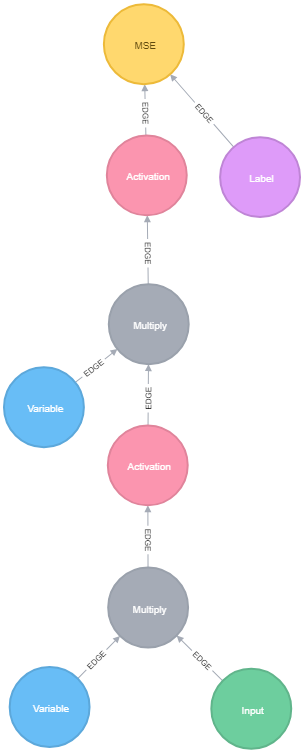 MSE
EDGE
EDGE
Activation
Label
EDGE
Multiply
EDGE
Variable
EDGE
Activation
EDGE
Multiply
EDGE
EDGE
Variable
Input